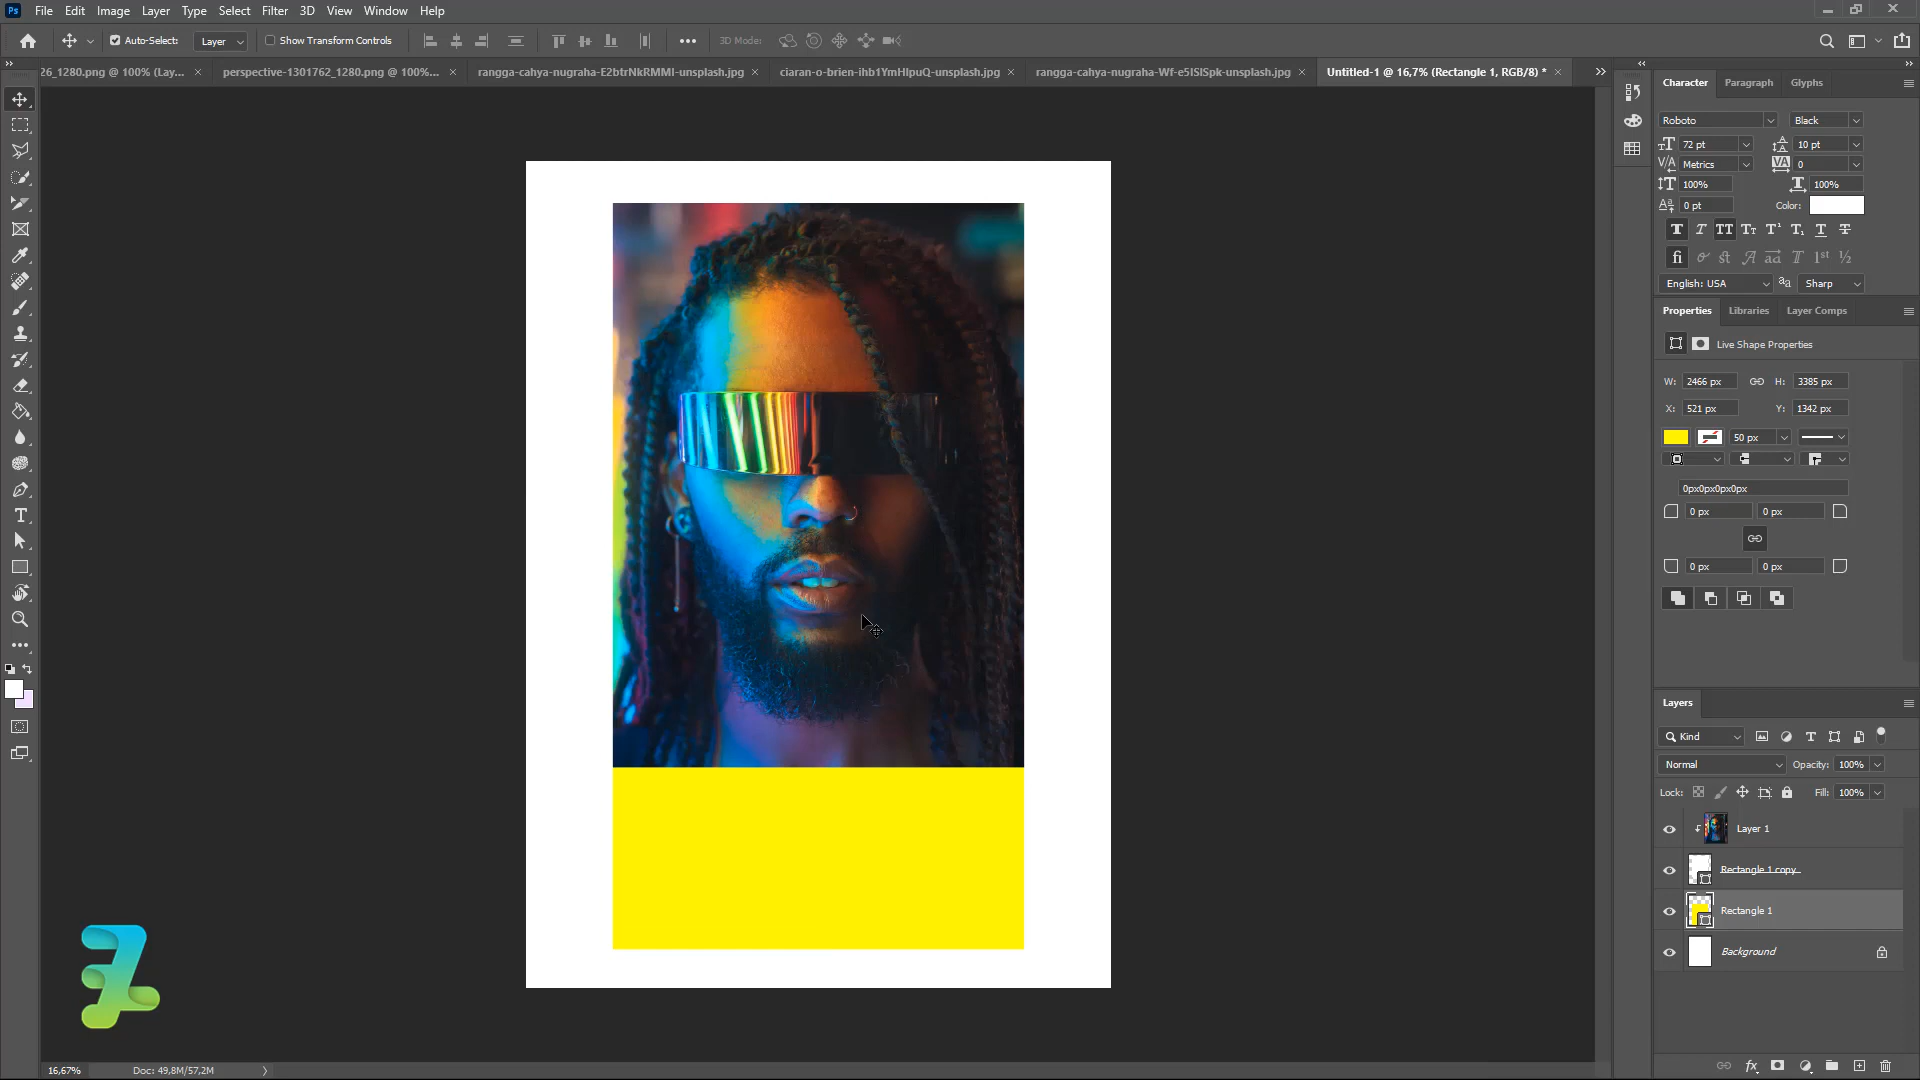 Ps File Edit Image Layer Type Select Filter 3D View Window Help
Auto-Select: Layer Show Transform Controls 3D Mode:
26_1280.png @ 100% (Lay... × perspective-1301762_1280.png @ 100%... × rangga-cahya-nugraha-E2btrNkRMMI-unsplash.jpg × ciaran-o-brien-ihb1YmHlpuQ-unsplash.jpg × rangga-cahya-nugraha-Wf-e5ISlSpk-unsplash.jpg × Untitled-1 @ 16,7% (Rectangle 1, RGB/8) * ×
Character Paragraph Glyphs
Roboto Black
72 pt 10 pt
Metrics 0
100% 100%
0 pt Color:
English: USA Sharp
Properties Libraries Layer Comps
Live Shape Properties
W: 2466 px H: 3385 px
X: 521 px Y: 1342 px
50 px
0px0px0px0px
0 px 0 px
0 px 0 px
Layers
Kind
Normal Opacity: 100%
Lock: Fill: 100%
Layer 1
Rectangle 1 copy
Rectangle 1
Background
16,67% Doc: 49,8M/57,2M